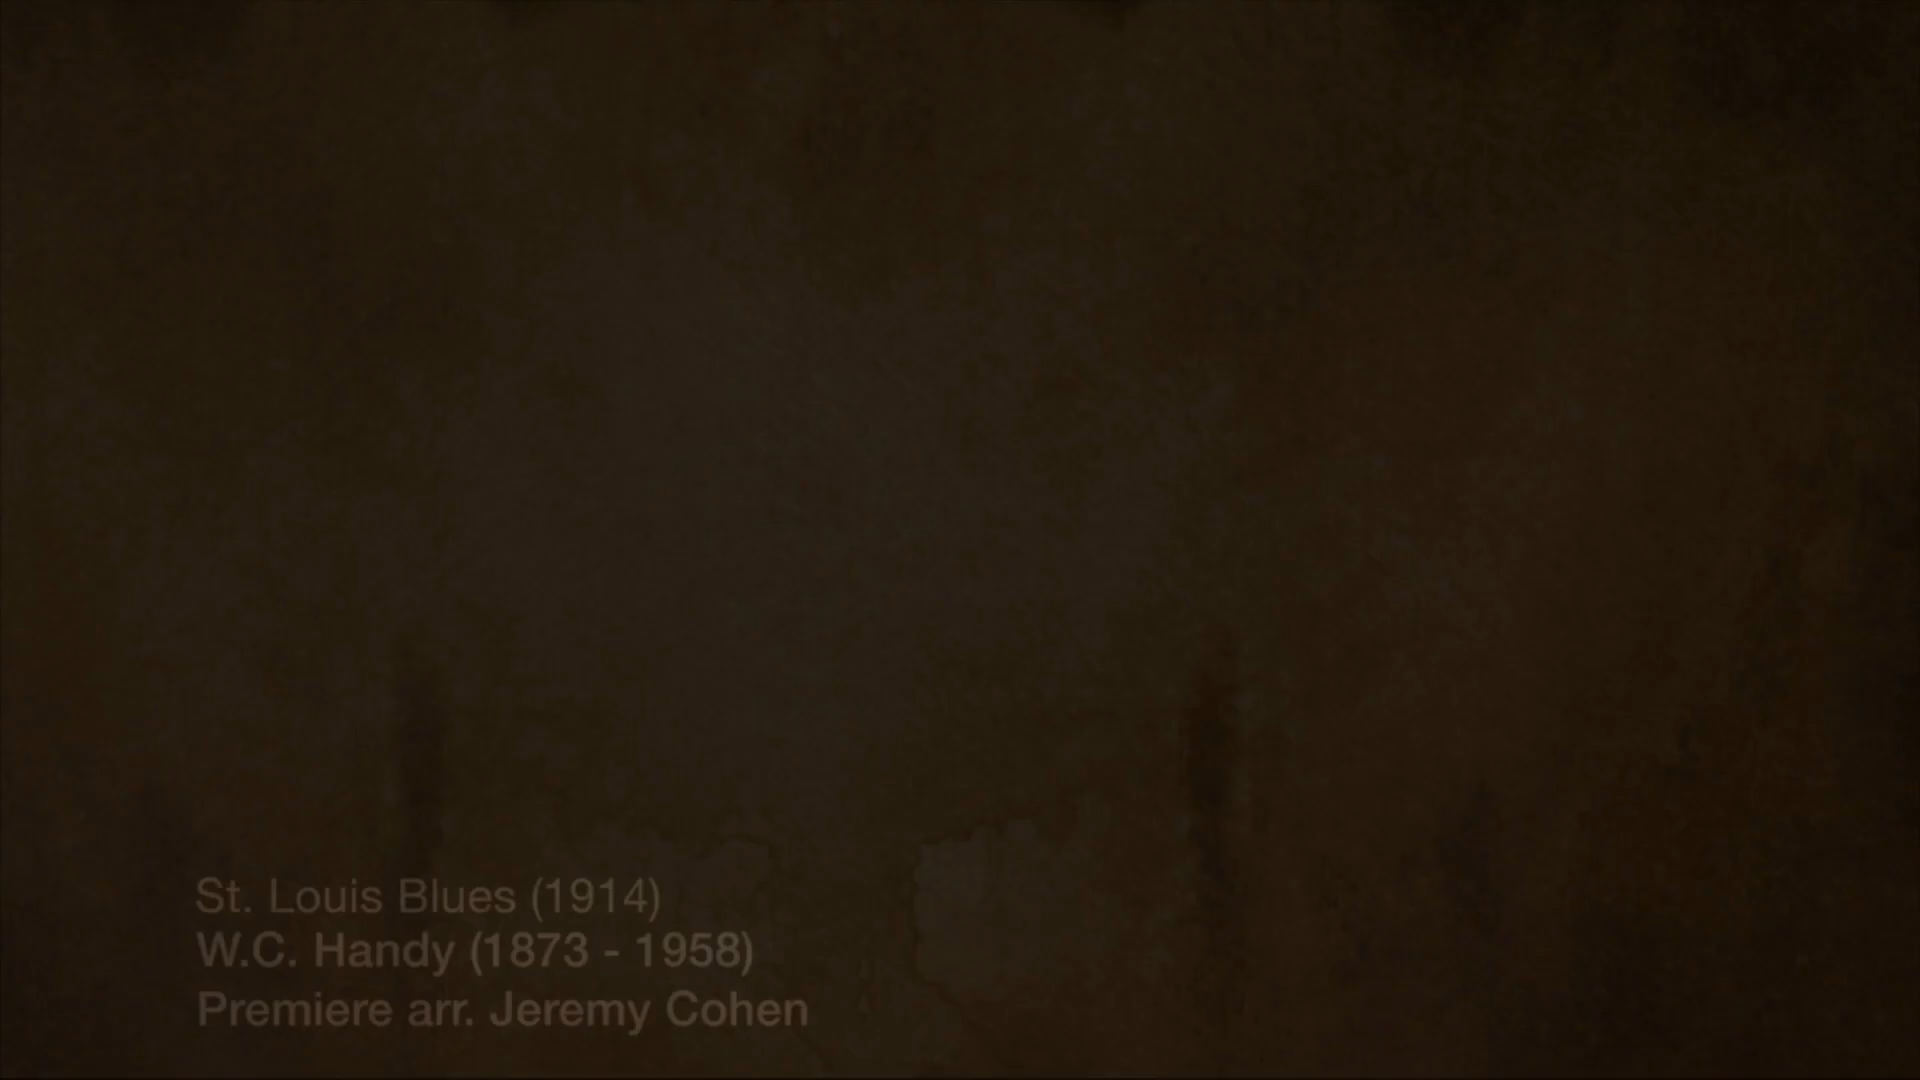 St. Louis Blues (1914)
W.C. Handy (1873 - 1958)
Premiere arr. Jeremy Cohen